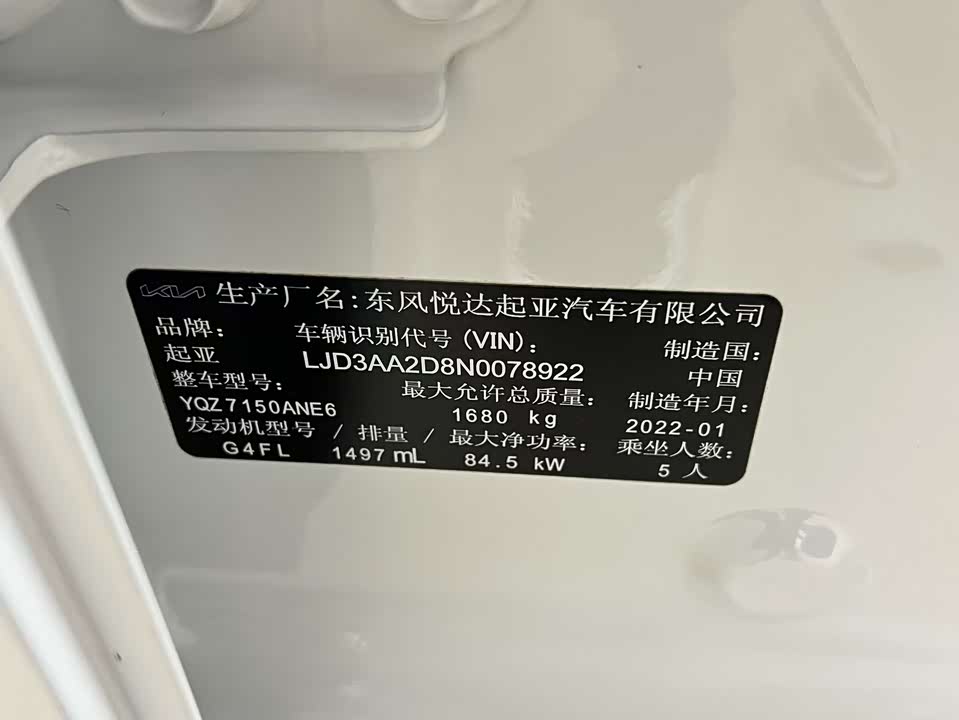 KIA 生产厂名:东风悦达起亚汽车有限公司
品牌: 车辆识别代号(VIN): 制造国:
起亚 LJD3AA2D8N0078922 中国
整车型号: 最大允许总质量: 制造年月:
YQZ7150ANE6 1680 kg 2022-01
发动机型号 / 排量 / 最大净功率: 乘坐人数:
G4FL 1497 mL 84.5 kW 5 人